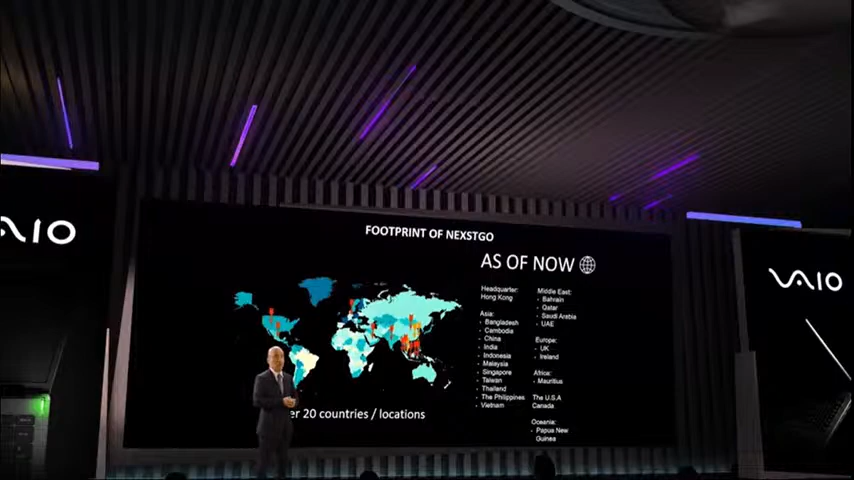 FOOTPRINT OF NEXSTGO
AS OF NOW
Headquarter:
Hong Kong
Asia:
- Bangladesh
- Cambodia
- China
- India
- Indonesia
- Malaysia
- Singapore
- Taiwan
- Thailand
- The Philippines
- Vietnam
Middle East:
- Bahrain
- Qatar
- Saudi Arabia
- UAE
Europe:
- UK
- Ireland
Africa:
- Mauritius
The U.S.A
Canada
Oceania:
- Papua New
Guinea
er 20 countries / locations
AIO
VAIO